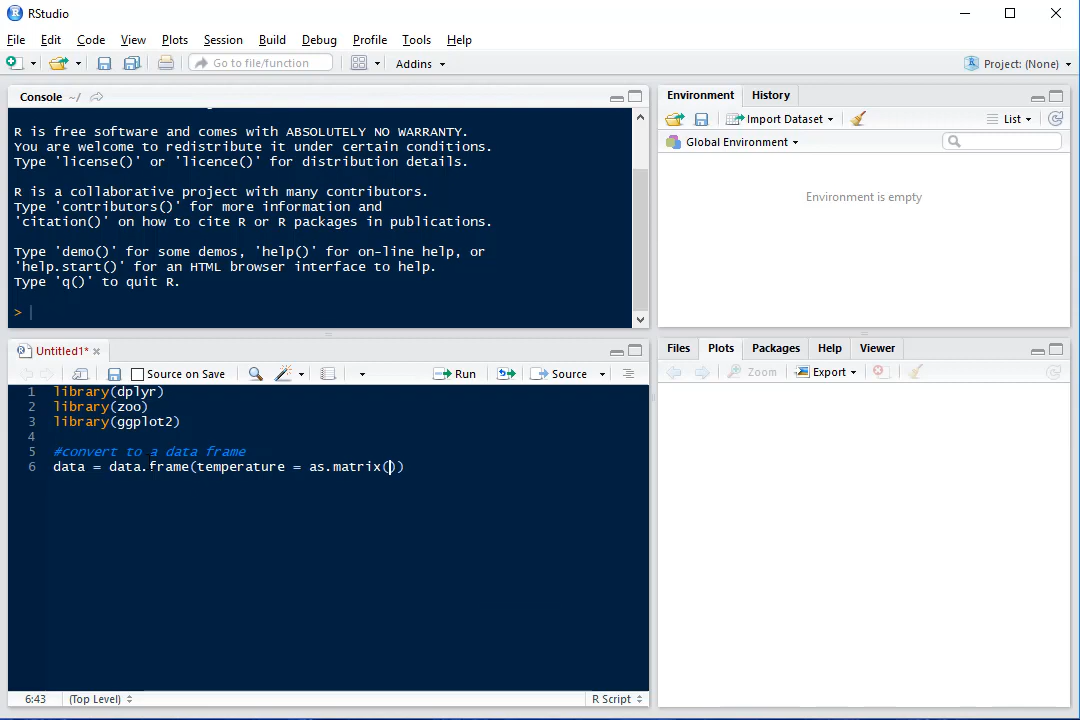 RStudio
File Edit Code View Plots Session Build Debug Profile Tools Help
Go to file/function Addins Project: (None)
Console ~/
R is free software and comes with ABSOLUTELY NO WARRANTY.
You are welcome to redistribute it under certain conditions.
Type 'license()' or 'licence()' for distribution details.
R is a collaborative project with many contributors.
Type 'contributors()' for more information and
'citation()' on how to cite R or R packages in publications.
Type 'demo()' for some demos, 'help()' for on-line help, or
'help.start()' for an HTML browser interface to help.
Type 'q()' to quit R.
>
Environment History
Import Dataset List
Global Environment
Environment is empty
Untitled1*
Source on Save Run Source
1 library(dplyr)
2 library(zoo)
3 library(ggplot2)
4
5 #convert to a data frame
6 data = data.frame(temperature = as.matrix())
6:43 (Top Level) R Script
Files Plots Packages Help Viewer
Zoom Export